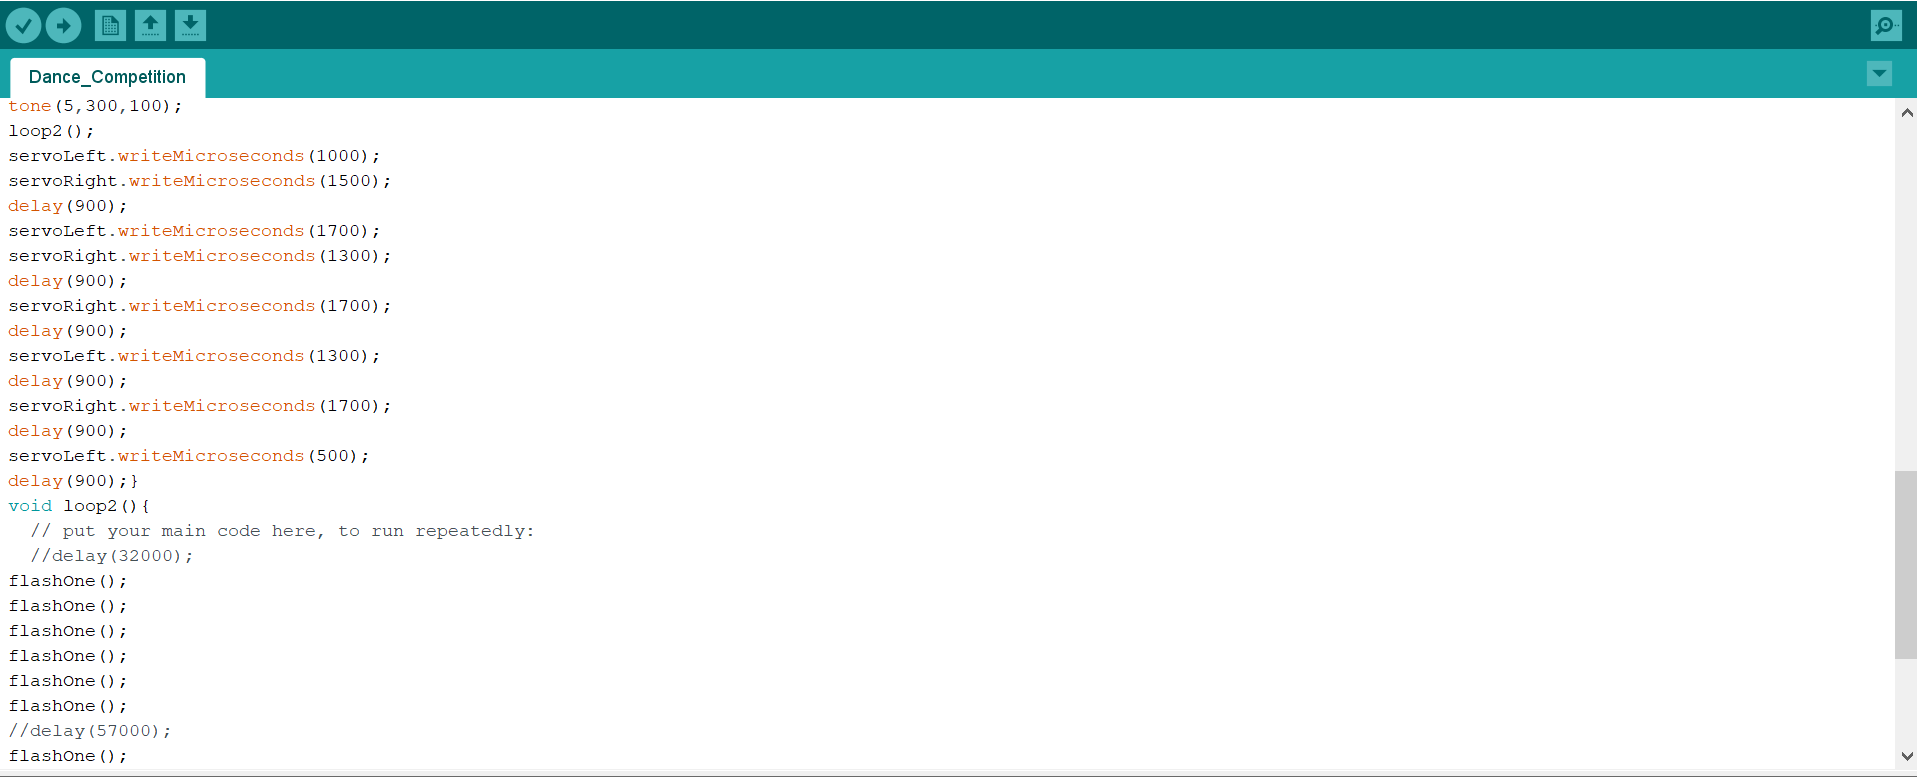 Dance_Competition
tone(5,300,100);
loop2();
servoLeft.writeMicroseconds(1000);
servoRight.writeMicroseconds(1500);
delay(900);
servoLeft.writeMicroseconds(1700);
servoRight.writeMicroseconds(1300);
delay(900);
servoRight.writeMicroseconds(1700);
delay(900);
servoLeft.writeMicroseconds(1300);
delay(900);
servoRight.writeMicroseconds(1700);
delay(900);
servoLeft.writeMicroseconds(500);
delay(900);}
void loop2(){
  // put your main code here, to run repeatedly:
  //delay(32000);
flashOne();
flashOne();
flashOne();
flashOne();
flashOne();
flashOne();
//delay(57000);
flashOne();